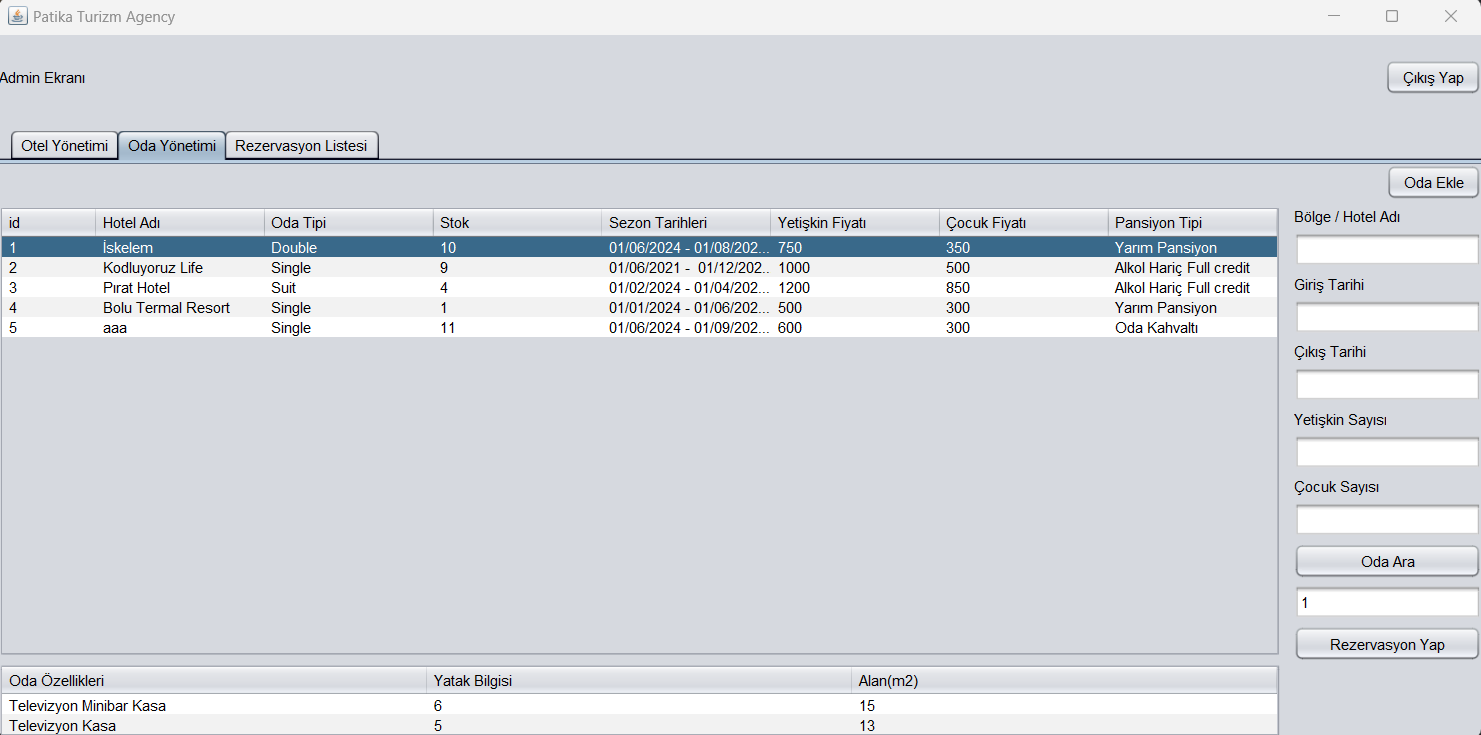 Patika Turizm Agency
Admin Ekranı
Çıkış Yap
Otel Yönetimi Oda Yönetimi Rezervasyon Listesi
Oda Ekle
id Hotel Adı Oda Tipi Stok Sezon Tarihleri Yetişkin Fiyatı Çocuk Fiyatı Pansiyon Tipi
1 İskelem Double 10 01/06/2024 - 01/08/202... 750 350 Yarım Pansiyon
2 Kodluyoruz Life Single 9 01/06/2021 -  01/12/202... 1000 500 Alkol Hariç Full credit
3 Pırat Hotel Suit 4 01/02/2024 - 01/04/202... 1200 850 Alkol Hariç Full credit
4 Bolu Termal Resort Single 1 01/01/2024 - 01/06/202... 500 300 Yarım Pansiyon
5 aaa Single 11 01/06/2024 - 01/09/202... 600 300 Oda Kahvaltı
Bölge / Hotel Adı
Giriş Tarihi
Çıkış Tarihi
Yetişkin Sayısı
Çocuk Sayısı
Oda Ara
1
Rezervasyon Yap
Oda Özellikleri Yatak Bilgisi Alan(m2)
Televizyon Minibar Kasa 6 15
Televizyon Kasa 5 13